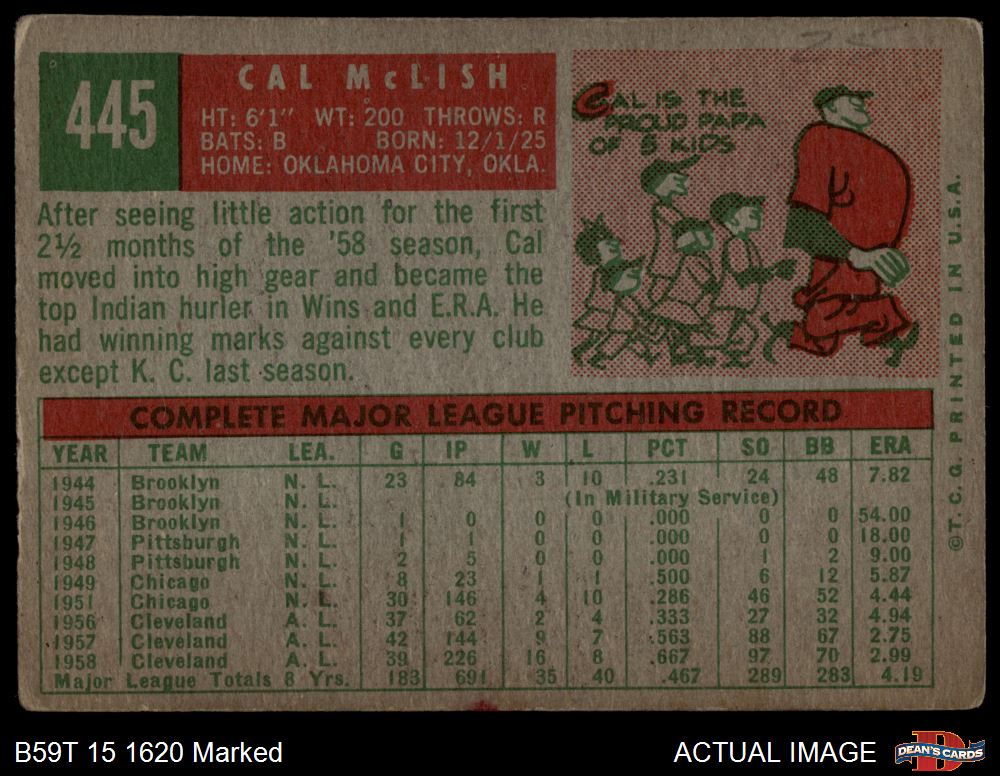 445
CAL McLISH
HT: 6'1" WT: 200 THROWS: R
BATS: B BORN: 12/1/25
HOME: OKLAHOMA CITY, OKLA.
CAL IS THE
PROUD PAPA
OF 5 KIDS
After seeing little action for the first
2½ months of the '58 season, Cal
moved into high gear and became the
top Indian hurler in Wins and E.R.A. He
had winning marks against every club
except K. C. last season.
©T. C. G. PRINTED IN U.S.A.
COMPLETE MAJOR LEAGUE PITCHING RECORD
YEAR TEAM LEA. G IP W L PCT SO BB ERA
1944 Brooklyn N. L. 23 84 3 10 .231 24 48 7.82
1945 Brooklyn N. L. (In Military Service)
1946 Brooklyn N. L. 1 0 0 0 .000 0 0 54.00
1947 Pittsburgh N. L. 1 1 0 0 .000 0 0 18.00
1948 Pittsburgh N. L. 2 5 0 0 .000 1 2 9.00
1949 Chicago N. L. 8 23 1 1 .500 6 12 5.87
1951 Chicago N. L. 30 146 4 10 .286 46 52 4.44
1956 Cleveland A. L. 37 62 2 4 .333 27 32 4.94
1957 Cleveland A. L. 42 144 9 7 .563 88 67 2.75
1958 Cleveland A. L. 39 226 16 8 .667 97 70 2.99
Major League Totals 8 Yrs. 183 691 35 40 .467 289 283 4.19
B59T 15 1620 Marked
ACTUAL IMAGE
D
DEAN'S CARDS